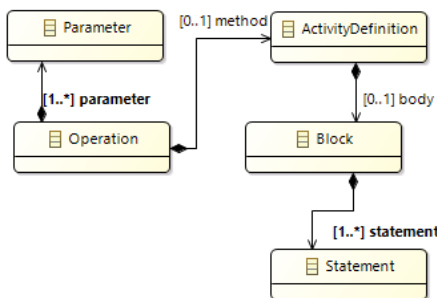 [0..1] method
Parameter
ActivityDefinition
[1..*] parameter
[0..1] body
Operation
Block
[1..*] statement
Statement